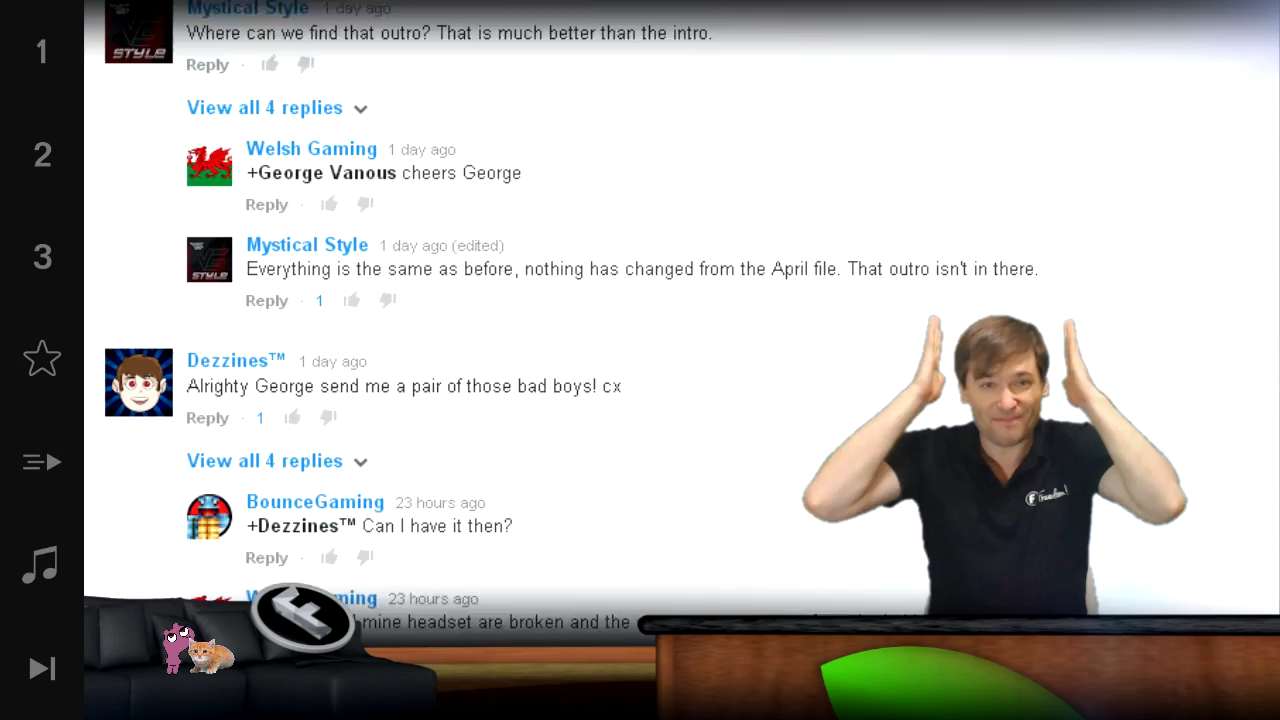 1
2
3
Mystical Style 1 day ago
Where can we find that outro? That is much better than the intro.
Reply ·
View all 4 replies
Welsh Gaming 1 day ago
+George Vanous cheers George
Reply ·
Mystical Style 1 day ago (edited)
Everything is the same as before, nothing has changed from the April file. That outro isn't in there.
Reply · 1
Dezzines™ 1 day ago
Alrighty George send me a pair of those bad boys! cx
Reply · 1
View all 4 replies
BounceGaming 23 hours ago
+Dezzines™ Can I have it then?
Reply ·
23 hours ago
mine headset are broken and the
STYLE
STYLE
Freedom!